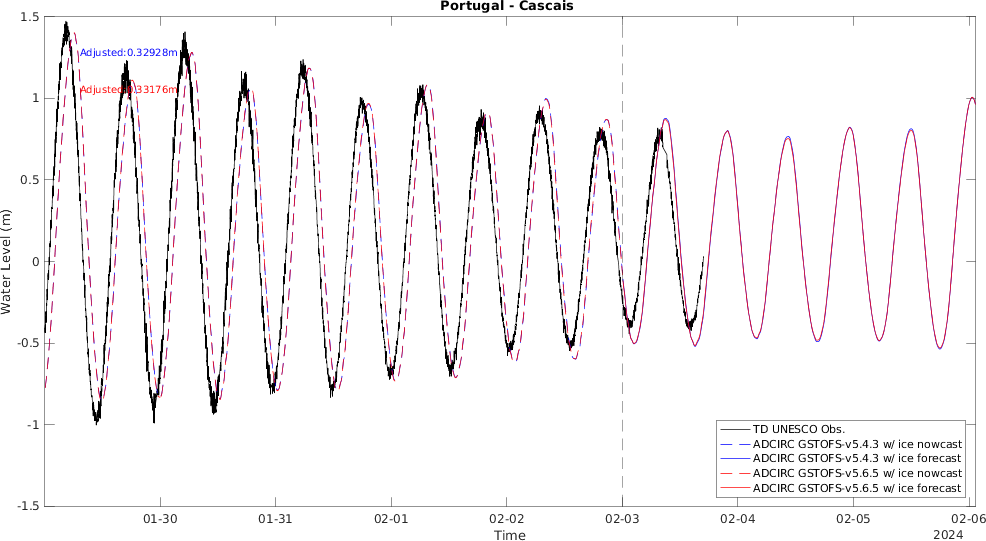 Portugal - Cascais
1.5
1
0.5
0
-0.5
-1
-1.5
Water Level (m)
Adjusted:0.32928m
Adjusted:0.33176m
TD UNESCO Obs.
ADCIRC GSTOFS-v5.4.3 w/ ice nowcast
ADCIRC GSTOFS-v5.4.3 w/ ice forecast
ADCIRC GSTOFS-v5.6.5 w/ ice nowcast
ADCIRC GSTOFS-v5.6.5 w/ ice forecast
01-30 01-31 02-01 02-02 02-03 02-04 02-05 02-06
Time
2024